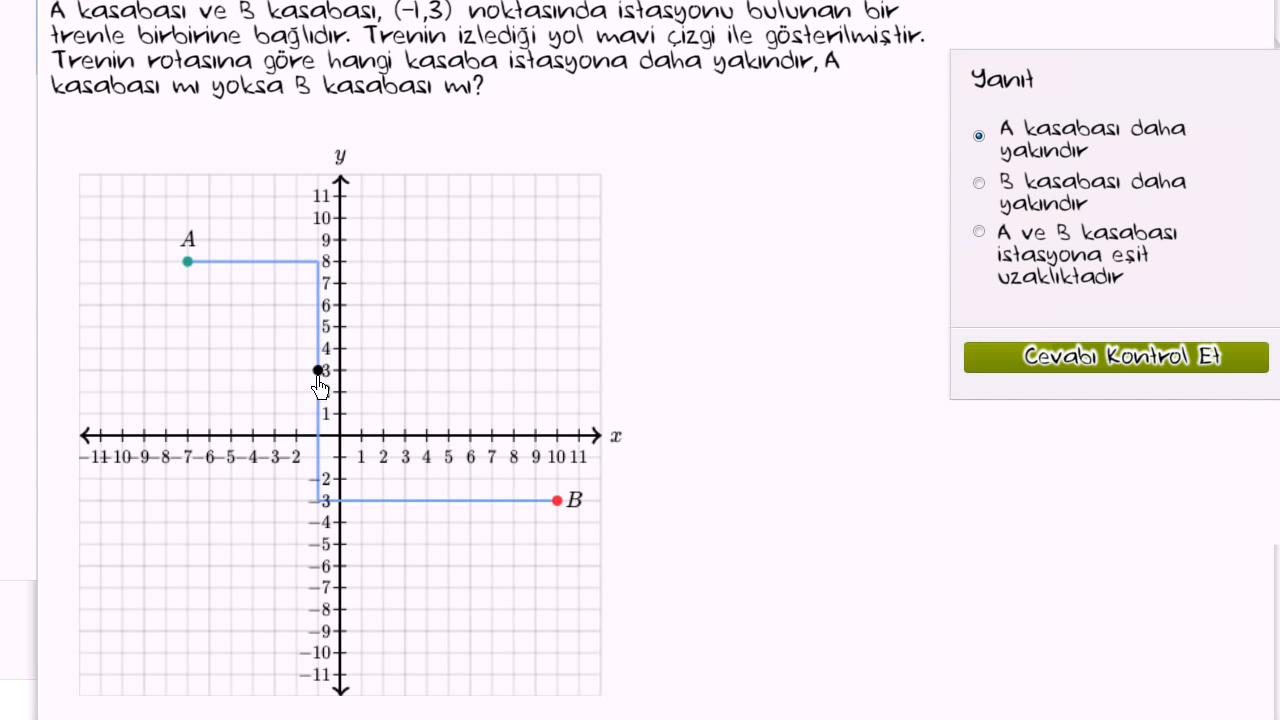 A kasabası ve B kasabası, (-1,3) noktasında istasyonu bulunan bir
trenle birbirine bağlıdır. Trenin izlediği yol mavi çizgi ile gösterilmiştir.
Trenin rotasına göre hangi kasaba istasyona daha yakındır, A
kasabası mı yoksa B kasabası mı?
Yanıt
A kasabası daha
yakındır
B kasabası daha
yakındır
A ve B kasabası
istasyona eşit
uzaklıktadır
Cevabı Kontrol Et
y
11
10
A
9
8
7
6
5
4
3
1
x
-11 -10 -9 -8 -7 -6 -5 -4 -3 -2 1 2 3 4 5 6 7 8 9 10 11
-2
-3
B
-4
-5
-6
-7
-8
-9
-10
-11